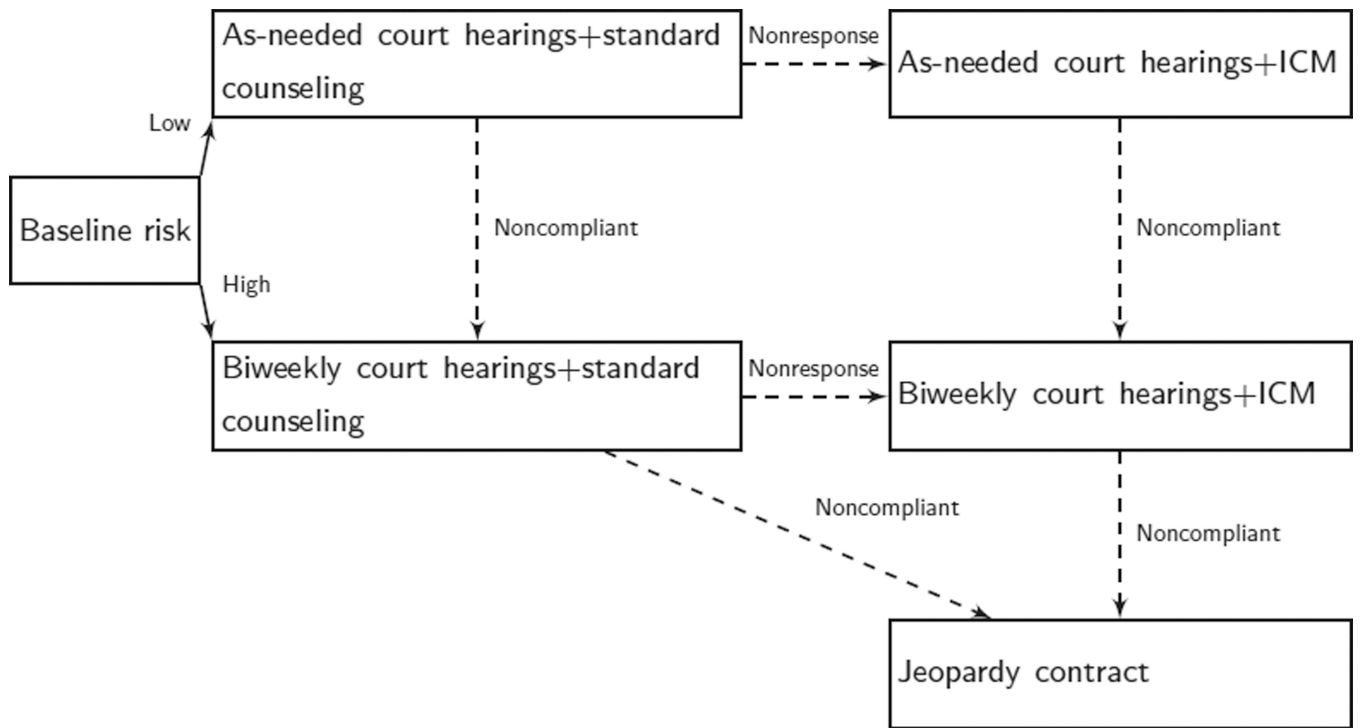 As-needed court hearings+standard
counseling
Nonresponse
As-needed court hearings+ICM
Low
Baseline risk
Noncompliant
Noncompliant
High
Biweekly court hearings+standard
counseling
Nonresponse
Biweekly court hearings+ICM
Noncompliant
Noncompliant
Jeopardy contract